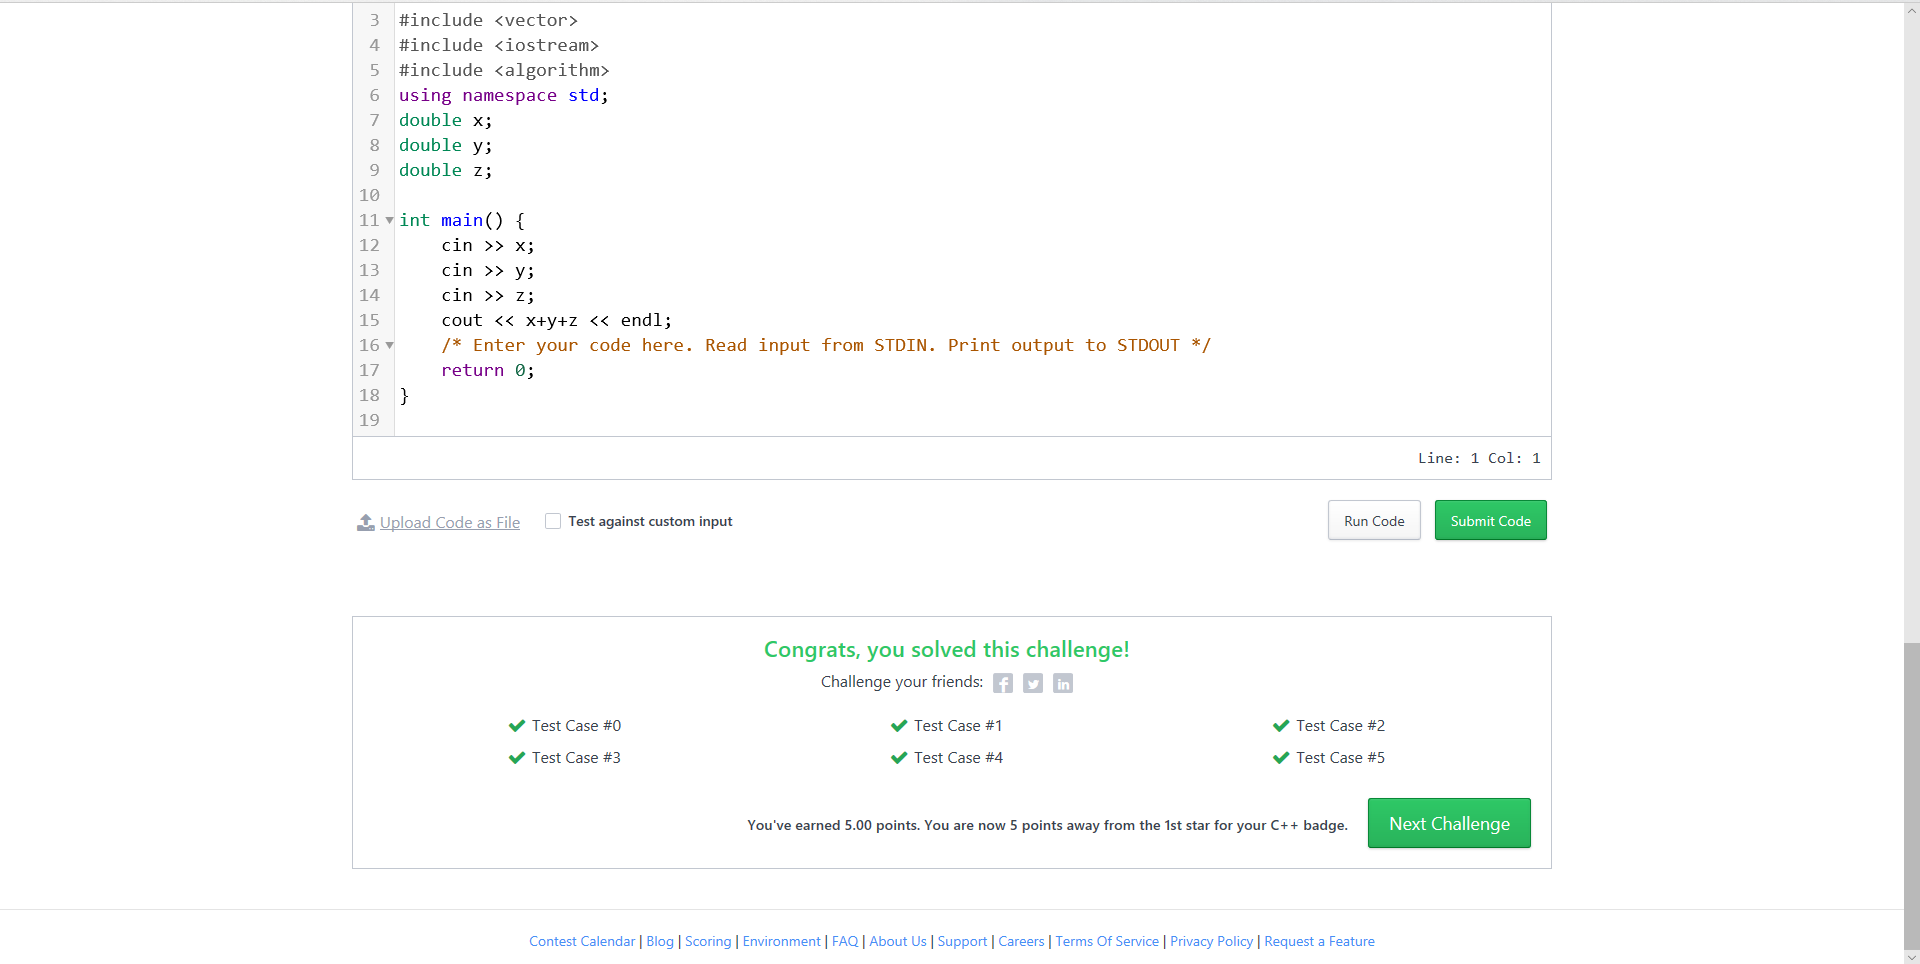 3 #include <vector>
4 #include <iostream>
5 #include <algorithm>
6 using namespace std;
7 double x;
8 double y;
9 double z;
10
11 int main() {
12 cin >> x;
13 cin >> y;
14 cin >> z;
15 cout << x+y+z << endl;
16 /* Enter your code here. Read input from STDIN. Print output to STDOUT */
17 return 0;
18 }
19
Line: 1 Col: 1
Upload Code as File Test against custom input Run Code Submit Code
Congrats, you solved this challenge!
Challenge your friends:
Test Case #0 Test Case #1 Test Case #2
Test Case #3 Test Case #4 Test Case #5
You've earned 5.00 points. You are now 5 points away from the 1st star for your C++ badge. Next Challenge
Contest Calendar | Blog | Scoring | Environment | FAQ | About Us | Support | Careers | Terms Of Service | Privacy Policy | Request a Feature